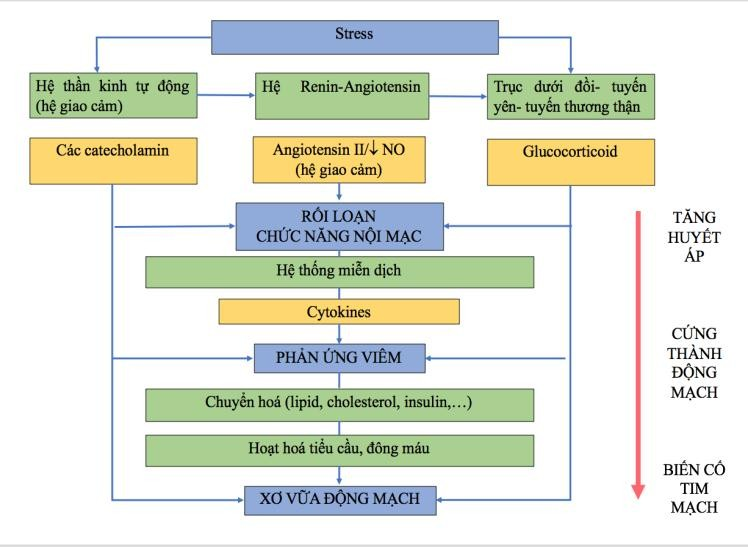 Stress
Hệ thần kinh tự động
(hệ giao cảm)
Hệ Renin-Angiotensin
Trục dưới đồi- tuyến
yên- tuyến thương thận
Các catecholamin
Angiotensin II/↓ NO
(hệ giao cảm)
Glucocorticoid
RỐI LOẠN
CHỨC NĂNG NỘI MẠC
Hệ thống miễn dịch
Cytokines
PHẢN ỨNG VIÊM
Chuyển hoá (lipid, cholesterol, insulin,…)
Hoạt hoá tiểu cầu, đông máu
XƠ VỮA ĐỘNG MẠCH
TĂNG
HUYẾT
ÁP
CỨNG
THÀNH
ĐỘNG
MẠCH
BIẾN CỐ
TIM
MẠCH